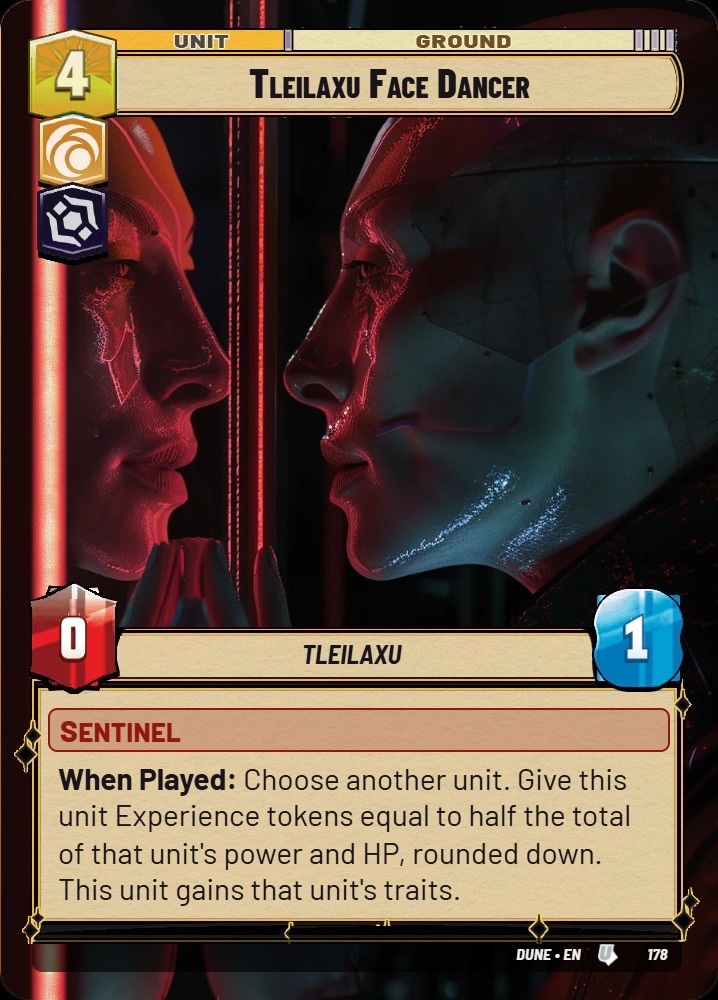 UNIT GROUND
4
Tleilaxu Face Dancer
0 TLEILAXU 1
SENTINEL
When Played: Choose another unit. Give this
unit Experience tokens equal to half the total
of that unit's power and HP, rounded down.
This unit gains that unit's traits.
DUNE • EN U 178